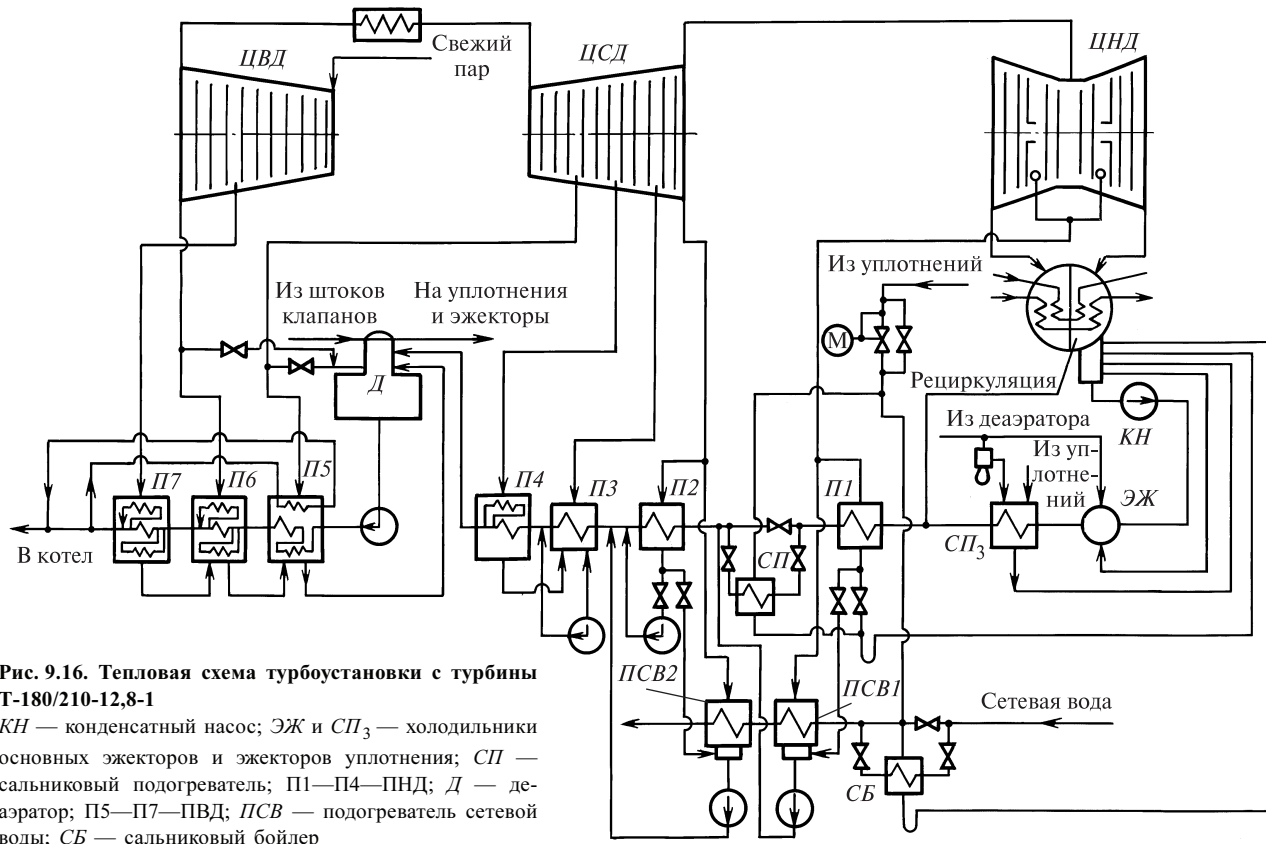 ЦВД
Свежий
пар
ЦСД
ЦНД
Из уплотнений
Из штоков
клапанов
На уплотнения
и эжекторы
М
Д
Рециркуляция
Из деаэратора
КН
Из уп-
лотне-
ний
ЭЖ
П7
П6
П5
П4
П3
П2
П1
СП
СП3
В котел
ПСВ2
ПСВ1
Сетевая вода
СБ
Рис. 9.16. Тепловая схема турбоустановки с турбины
Т-180/210-12,8-1
КН — конденсатный насос; ЭЖ и СП3 — холодильники
основных эжекторов и эжекторов уплотнения; СП —
сальниковый подогреватель; П1—П4—ПНД; Д — де-
аэратор; П5—П7—ПВД; ПСВ — подогреватель сетевой
воды; СБ — сальниковый бойлер